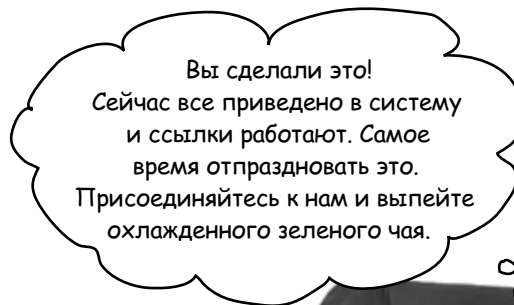 Вы сделали это!
Сейчас все приведено в систему
и ссылки работают. Самое
время отпраздновать это.
Присоединяйтесь к нам и выпейте
охлажденного зеленого чая.